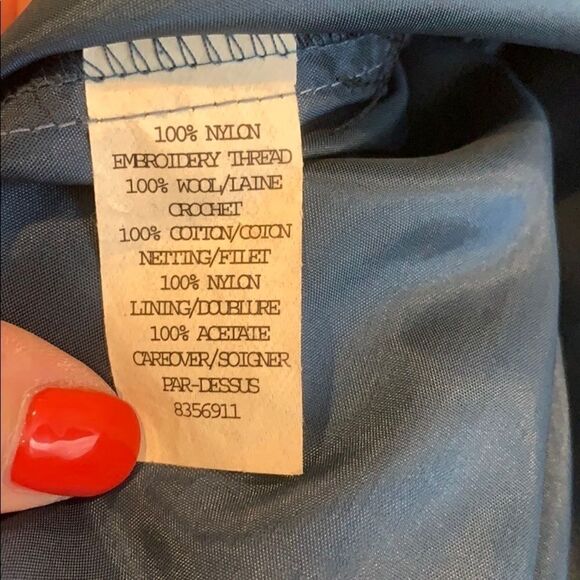 100% NYLON
EMBROIDERY THREAD
100% WOOL/LAINE
CROCHET
100% COTTON/COTON
NETTING/FILET
100% NYLON
LINING/DOUBLURE
100% ACETATE
CAREOVER/SOIGNER
PAR-DESSUS
8356911